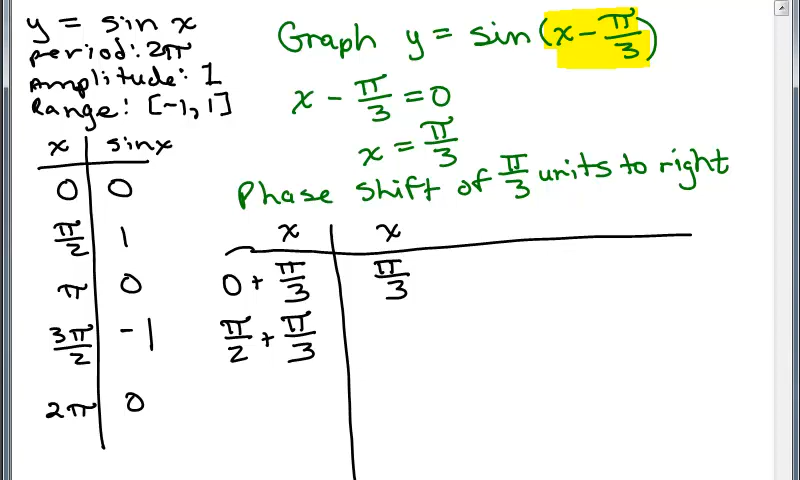 y = sin x
period: 2π
Amplitude: 1
Range: [-1, 1]
x | sinx
0 | 0
π/2 | 1
π | 0
3π/2 | -1
2π | 0
Graph y = sin(x - π/3)
x - π/3 = 0
x = π/3
Phase shift of π/3 units to right
x | x
0 + π/3 | π/3
π/2 + π/3